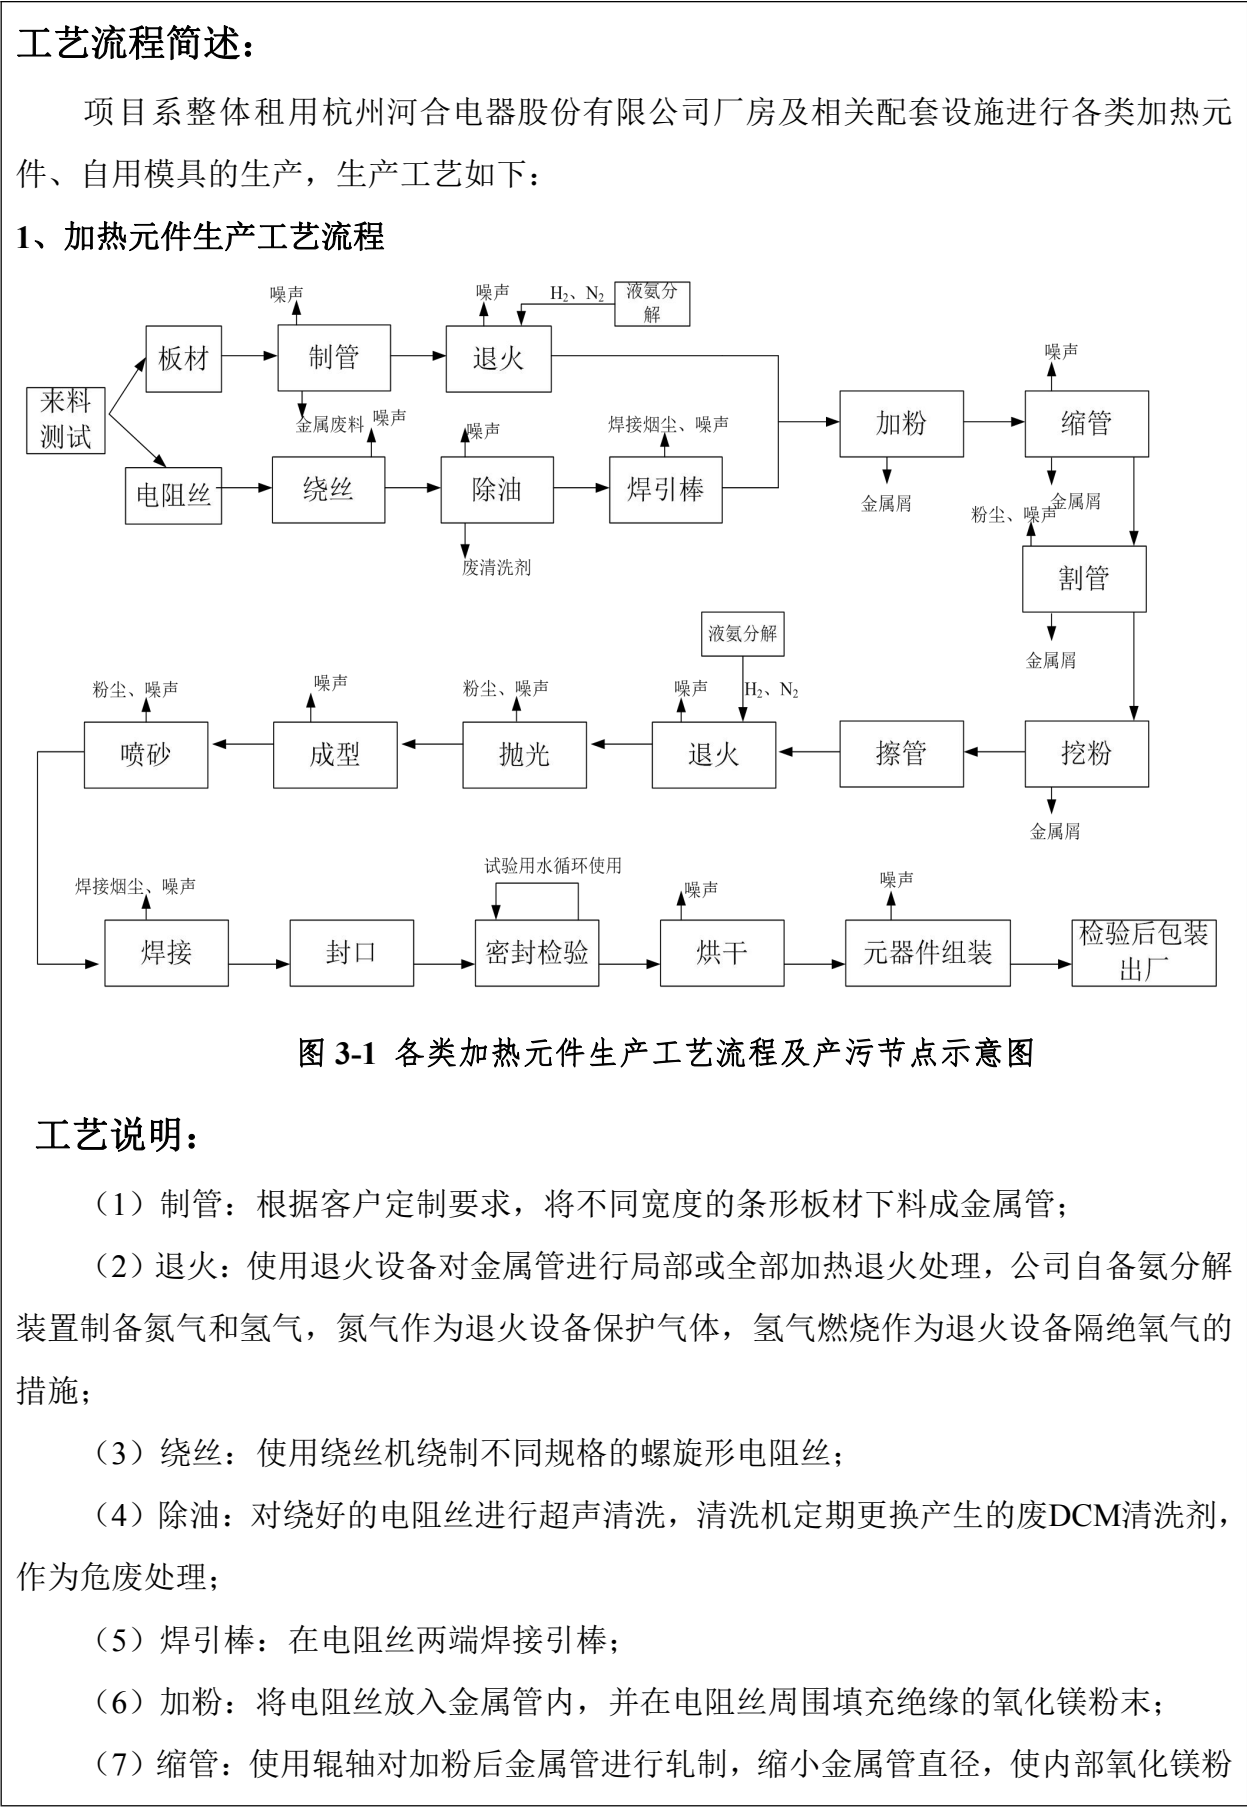 工艺流程简述：
项目系整体租用杭州河合电器股份有限公司厂房及相关配套设施进行各类加热元
件、自用模具的生产，生产工艺如下：
1、加热元件生产工艺流程
噪声
噪声
H₂、N₂
液氨分
解
板材
制管
退火
噪声
来料
测试
金属废料
噪声
噪声
焊接烟尘、噪声
加粉
缩管
电阻丝
绕丝
除油
焊引棒
金属屑
金属屑
粉尘、噪声
废清洗剂
割管
液氨分解
金属屑
粉尘、噪声
噪声
粉尘、噪声
噪声
H₂、N₂
喷砂
成型
抛光
退火
擦管
挖粉
金属屑
焊接烟尘、噪声
试验用水循环使用
噪声
噪声
焊接
封口
密封检验
烘干
元器件组装
检验后包装
出厂
图 3-1 各类加热元件生产工艺流程及产污节点示意图
工艺说明：
（1）制管：根据客户定制要求，将不同宽度的条形板材下料成金属管；
（2）退火：使用退火设备对金属管进行局部或全部加热退火处理，公司自备氨分解
装置制备氮气和氢气，氮气作为退火设备保护气体，氢气燃烧作为退火设备隔绝氧气的
措施；
（3）绕丝：使用绕丝机绕制不同规格的螺旋形电阻丝；
（4）除油：对绕好的电阻丝进行超声清洗，清洗机定期更换产生的废DCM清洗剂，
作为危废处理；
（5）焊引棒：在电阻丝两端焊接引棒；
（6）加粉：将电阻丝放入金属管内，并在电阻丝周围填充绝缘的氧化镁粉末；
（7）缩管：使用辊轴对加粉后金属管进行轧制，缩小金属管直径，使内部氧化镁粉